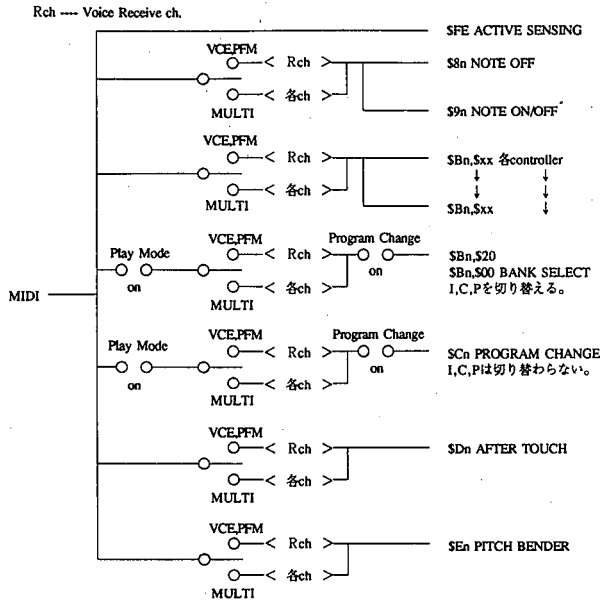 Rch ---- Voice Receive ch.
$FE ACTIVE SENSING
VCE,PFM
< Rch >
$8n NOTE OFF
< 各ch >
MULTI
$9n NOTE ON/OFF
VCE,PFM
< Rch >
$Bn,$xx 各controller
↓ ↓
< 各ch >
↓ ↓
MULTI
$Bn,$xx ↓
Play Mode
on
VCE,PFM
< Rch >
Program Change
on
$Bn,$20
$Bn,$00 BANK SELECT
< 各ch >
I,C,Pを切り替える。
MULTI
MIDI
Play Mode
on
VCE,PFM
< Rch >
Program Change
on
$Cn PROGRAM CHANGE
I,C,Pは切り替わらない。
< 各ch >
MULTI
VCE,PFM
< Rch >
$Dn AFTER TOUCH
< 各ch >
MULTI
VCE,PFM
< Rch >
$En PITCH BENDER
< 各ch >
MULTI